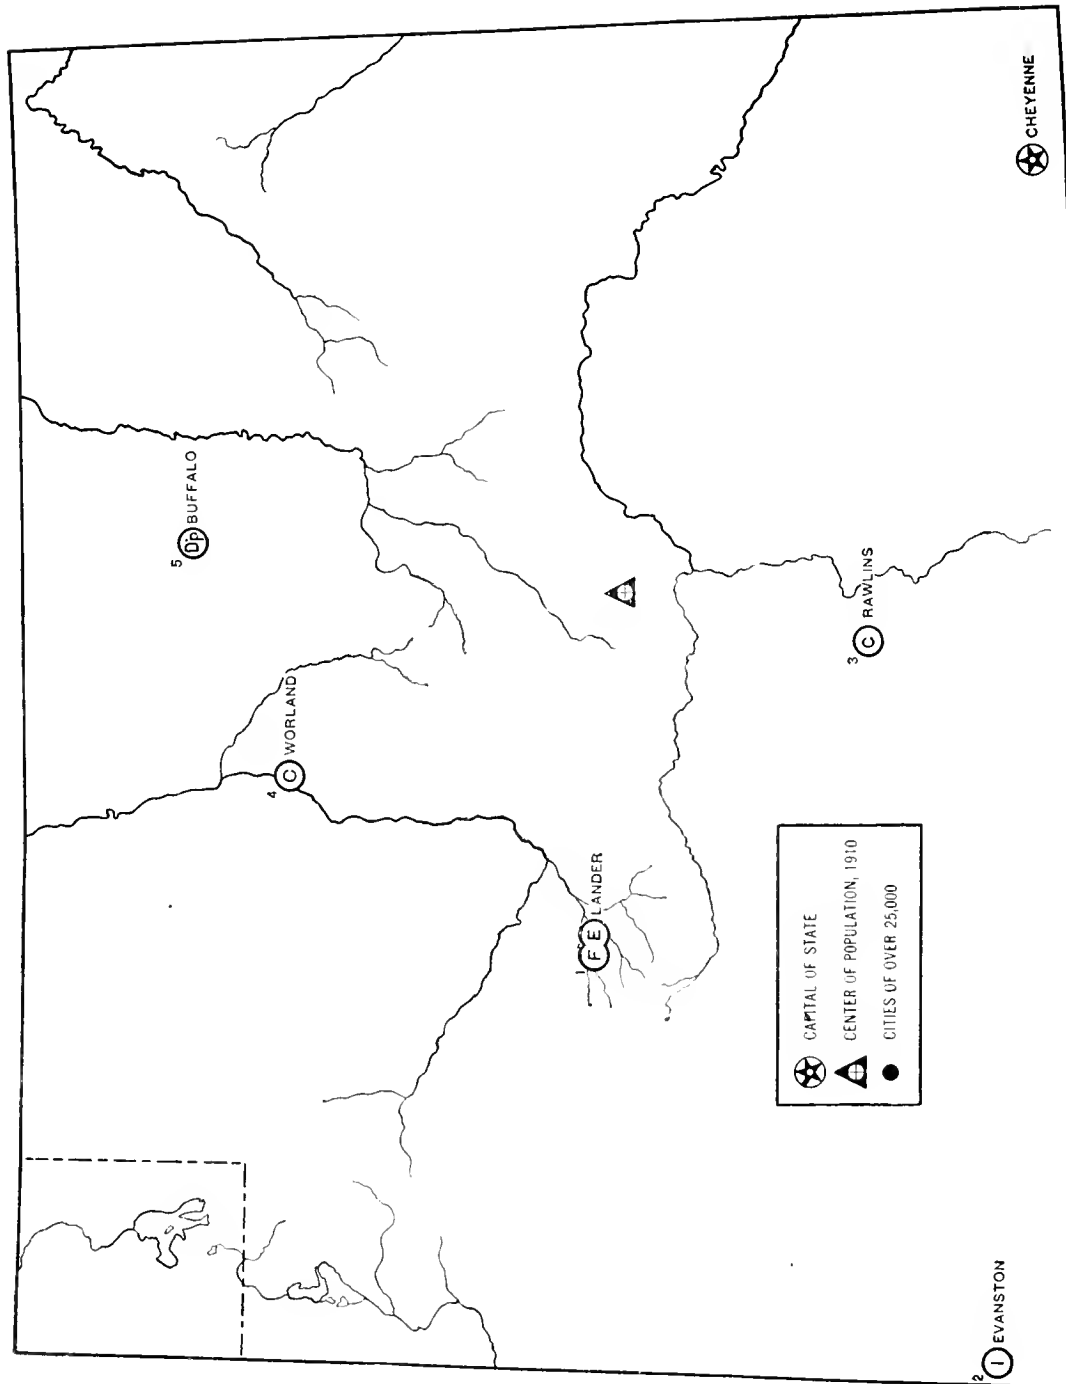 5
Dp BUFFALO
4
C WORLAND
1
F E LANDER
3
C RAWLINS
CHEYENNE
2
I EVANSTON
CAPITAL OF STATE
CENTER OF POPULATION, 1910
CITIES OF OVER 25,000